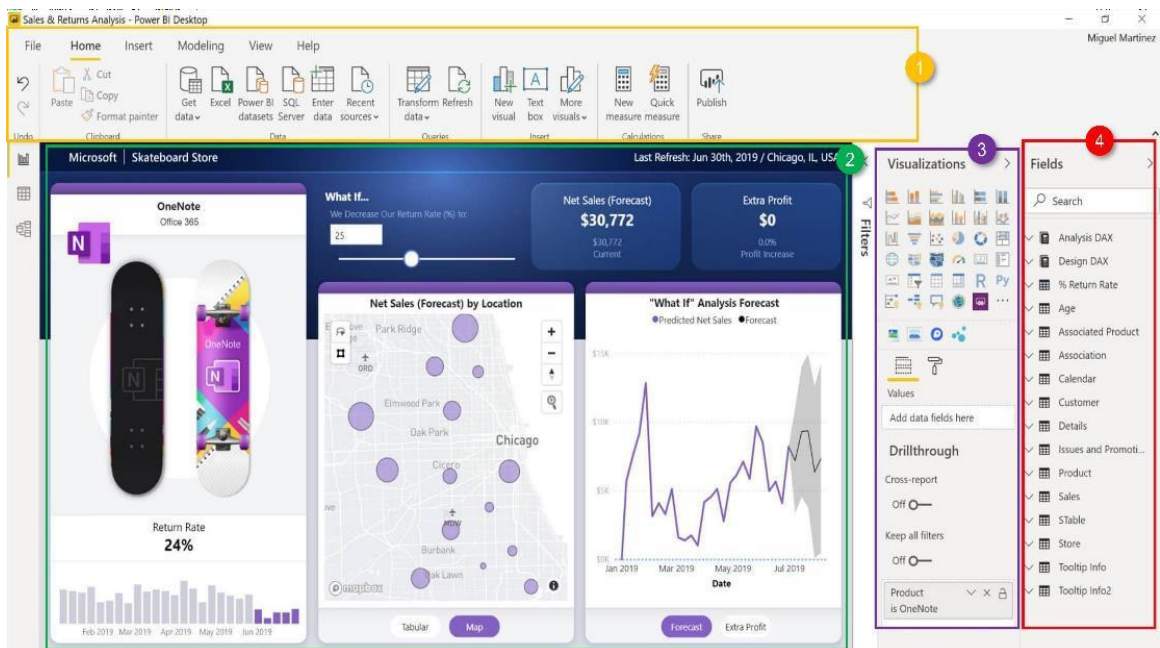 Sales & Returns Analysis - Power BI Desktop
Miguel Martinez
File Home Insert Modeling View Help
1
Cut
Copy
Format painter
Paste
Get data
Excel
Power BI datasets
SQL Server
Enter data
Recent sources
Transform data
Refresh
New visual
Text box
More visuals
New measure
Quick measure
Publish
Undo
Clipboard
Data
Queries
Insert
Calculations
Share
Microsoft | Skateboard Store
Last Refresh: Jun 30th, 2019 / Chicago, IL, USA
2
OneNote
Office 365
N
OneNote
N
N
Return Rate
24%
Feb 2019 Mar 2019 Apr 2019 May 2019 Jun 2019
What If...
We Decrease Our Return Rate (%) to:
25
Net Sales (Forecast)
$30,772
$30,772
Current
Extra Profit
$0
0.0%
Profit Increase
Net Sales (Forecast) by Location
Park Ridge
ORD
Elmwood Park
Oak Park
Chicago
Cicero
MDW
Burbank
Oak Lawn
mapbox
Tabular
Map
"What If" Analysis Forecast
Predicted Net Sales Forecast
$15K
$10K
$5K
$0K
Jan 2019 Mar 2019 May 2019 Jul 2019
Date
Forecast
Extra Profit
Filters
Visualizations
3
R Py
Values
Add data fields here
Drillthrough
Cross-report
Off
Keep all filters
Off
Product
is OneNote
4
Fields
Search
Analysis DAX
Design DAX
% Return Rate
Age
Associated Product
Association
Calendar
Customer
Details
Issues and Promoti...
Product
Sales
STable
Store
Tooltip Info
Tooltip Info2